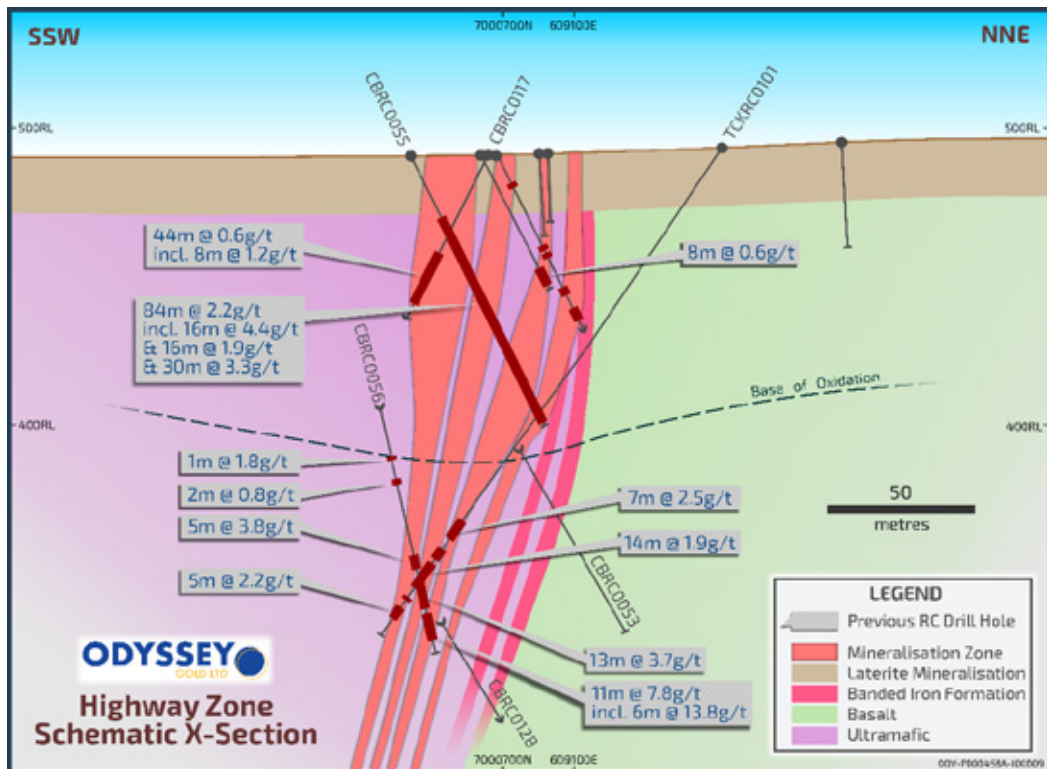 7000700N 609100E
SSW
NNE
CBRC0055
CBRC0117
TCKRC0101
500RL
500RL
44m @ 0.6g/t
incl. 8m @ 1.2g/t
8m @ 0.6g/t
84m @ 2.2g/t
incl. 16m @ 4.4g/t
& 16m @ 1.9g/t
& 30m @ 3.3g/t
CBRC0056
Base of Oxidation
400RL
400RL
1m @ 1.8g/t
2m @ 0.8g/t
5m @ 3.8g/t
5m @ 2.2g/t
7m @ 2.5g/t
14m @ 1.9g/t
CBRC0053
50
metres
13m @ 3.7g/t
11m @ 7.8g/t
incl. 6m @ 13.8g/t
CBRC0128
ODYSSEY
GOLD LTD
Highway Zone
Schematic X-Section
LEGEND
Previous RC Drill Hole
Mineralisation Zone
Laterite Mineralisation
Banded Iron Formation
Basalt
Ultramafic
7000700N 609100E